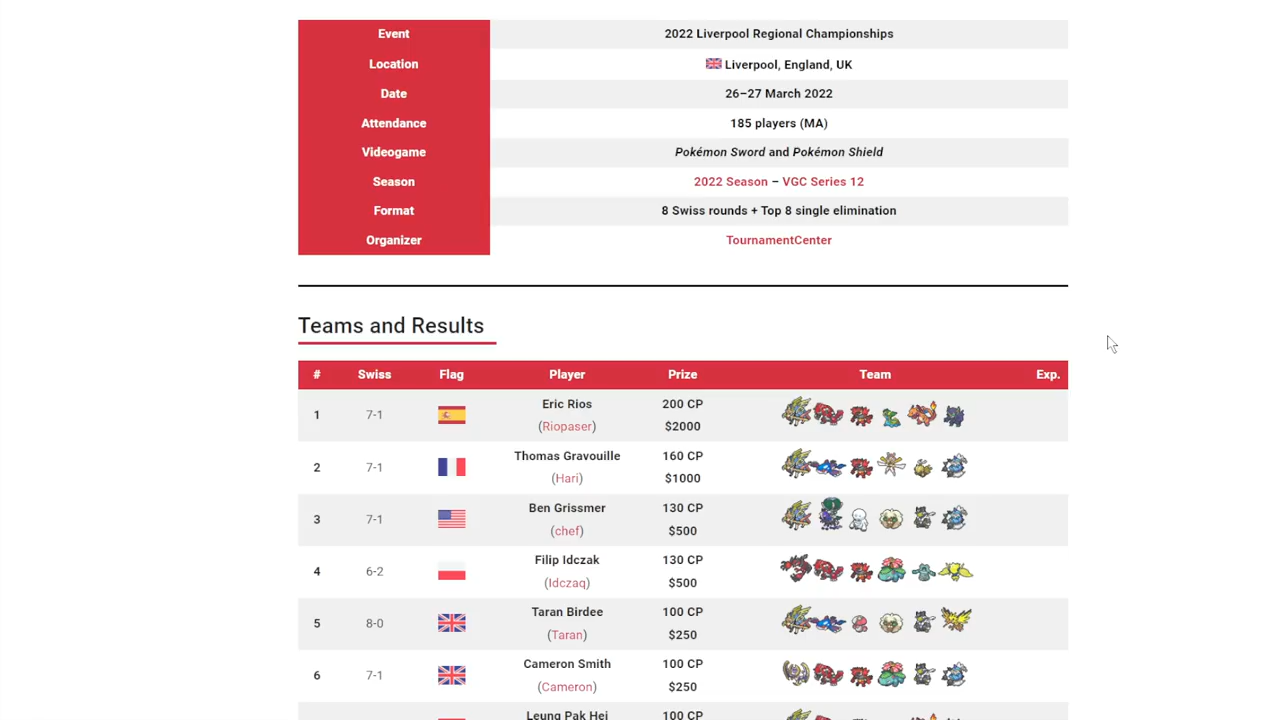 Event 2022 Liverpool Regional Championships
Location Liverpool, England, UK
Date 26–27 March 2022
Attendance 185 players (MA)
Videogame Pokémon Sword and Pokémon Shield
Season 2022 Season – VGC Series 12
Format 8 Swiss rounds + Top 8 single elimination
Organizer TournamentCenter
Teams and Results
# Swiss Flag Player Prize Team Exp.
1 7-1 Eric Rios (Riopaser) 200 CP $2000
2 7-1 Thomas Gravouille (Hari) 160 CP $1000
3 7-1 Ben Grissmer (chef) 130 CP $500
4 6-2 Filip Idczak (Idczaq) 130 CP $500
5 8-0 Taran Birdee (Taran) 100 CP $250
6 7-1 Cameron Smith (Cameron) 100 CP $250
Leung Pak Hei 100 CP